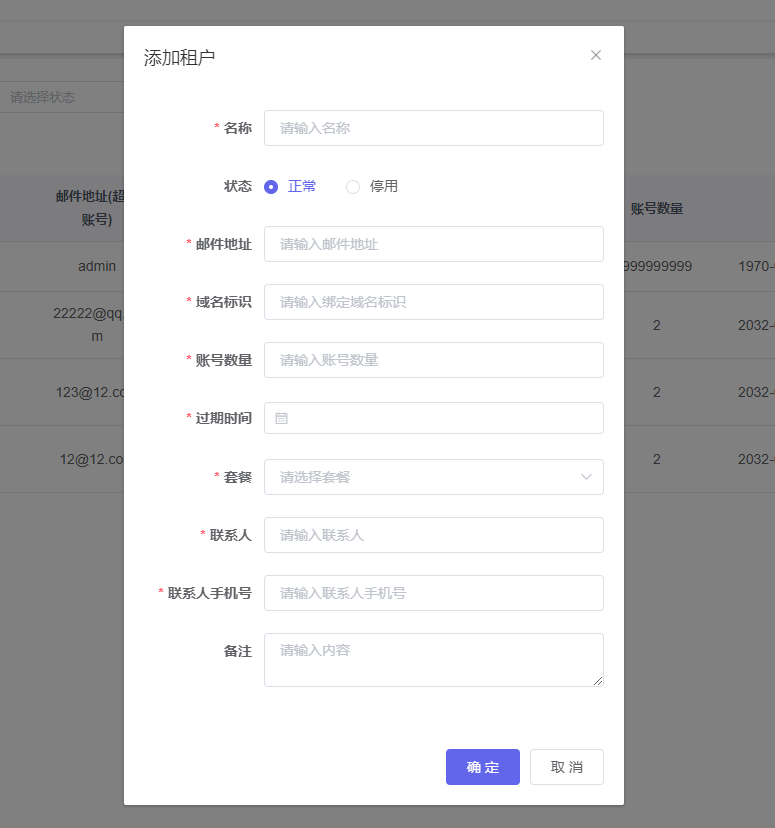 添加租户
请选择状态
* 名称 请输入名称
状态 正常 停用
邮件地址(超
账号)
账号数量
* 邮件地址 请输入邮件地址
admin
999999999
1970-
* 域名标识 请输入绑定域名标识
22222@qq.
m
2
2032-
* 账号数量 请输入账号数量
123@12.co
2
2032-
* 过期时间
12@12.co
2
2032-
* 套餐 请选择套餐
* 联系人 请输入联系人
* 联系人手机号 请输入联系人手机号
备注 请输入内容
确 定 取 消